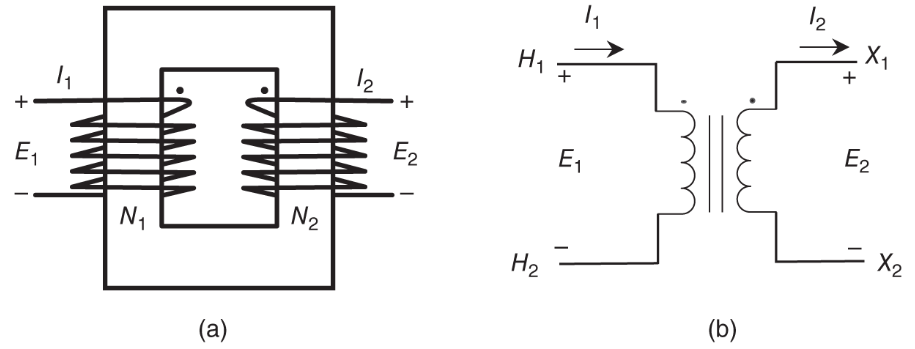 I1
I2
+
+
E1
E2
–
–
N1
N2
(a)
I1
I2
H1
X1
+
+
E1
E2
–
–
H2
X2
(b)